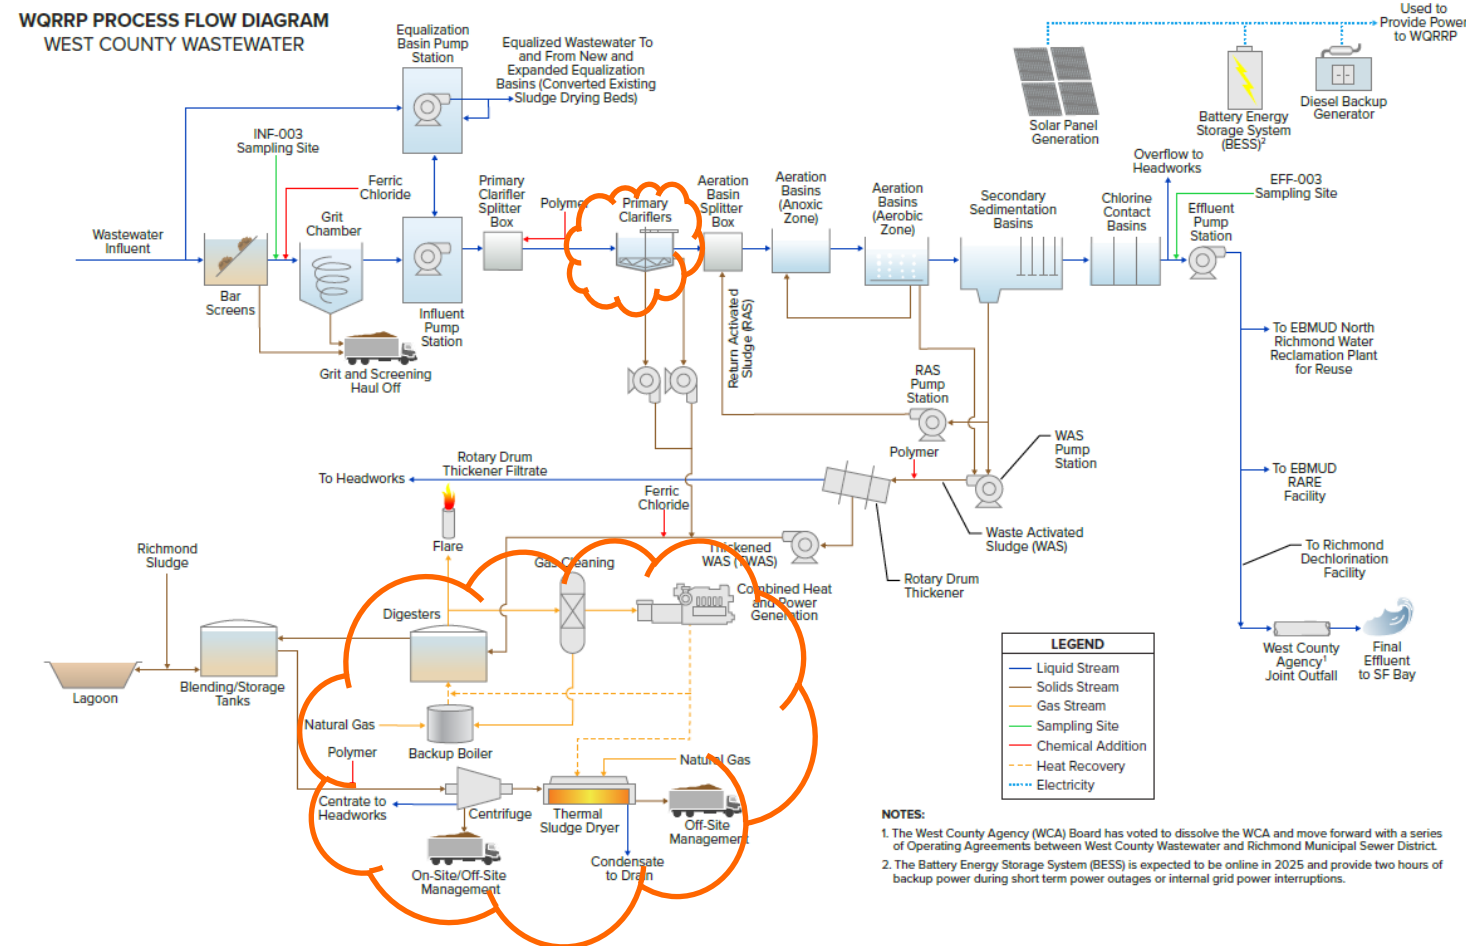 WQRRP PROCESS FLOW DIAGRAM
WEST COUNTY WASTEWATER
Equalization
Basin Pump
Station
Equalized Wastewater To
and From New and
Expanded Equalization
Basins (Converted Existing
Sludge Drying Beds)
Used to
Provide Power
to WQRRP
Solar Panel
Generation
Battery Energy
Storage System
(BESS)²
Diesel Backup
Generator
INF-003
Sampling Site
Ferric
Chloride
Grit
Chamber
Wastewater
Influent
Bar
Screens
Influent
Pump
Station
Grit and Screening
Haul Off
Primary
Clarifier
Splitter
Box
Polymer
Primary
Clarifiers
Aeration
Basin
Splitter
Box
Aeration
Basins
(Anoxic
Zone)
Aeration
Basins
(Aerobic
Zone)
Secondary
Sedimentation
Basins
Chlorine
Contact
Basins
Overflow to
Headworks
EFF-003
Sampling Site
Effluent
Pump
Station
Return Activated
Sludge (RAS)
RAS
Pump
Station
WAS
Pump
Station
Polymer
Waste Activated
Sludge (WAS)
Rotary Drum
Thickener
Rotary Drum
Thickener Filtrate
To Headworks
Ferric
Chloride
Thickened
WAS (TWAS)
To EBMUD North
Richmond Water
Reclamation Plant
for Reuse
To EBMUD
RARE
Facility
To Richmond
Dechlorination
Facility
West County
Agency¹
Joint Outfall
Final
Effluent
to SF Bay
Flare
Gas Cleaning
Combined Heat
and Power
Generation
Digesters
Richmond
Sludge
Lagoon
Blending/Storage
Tanks
Natural Gas
Backup Boiler
Polymer
Centrate to
Headworks
Centrifuge
Thermal
Sludge Dryer
Natural Gas
Off-Site
Management
Condensate
to Drain
On-Site/Off-Site
Management
LEGEND
Liquid Stream
Solids Stream
Gas Stream
Sampling Site
Chemical Addition
Heat Recovery
Electricity
NOTES:
1. The West County Agency (WCA) Board has voted to dissolve the WCA and move forward with a series
of Operating Agreements between West County Wastewater and Richmond Municipal Sewer District.
2. The Battery Energy Storage System (BESS) is expected to be online in 2025 and provide two hours of
backup power during short term power outages or internal grid power interruptions.